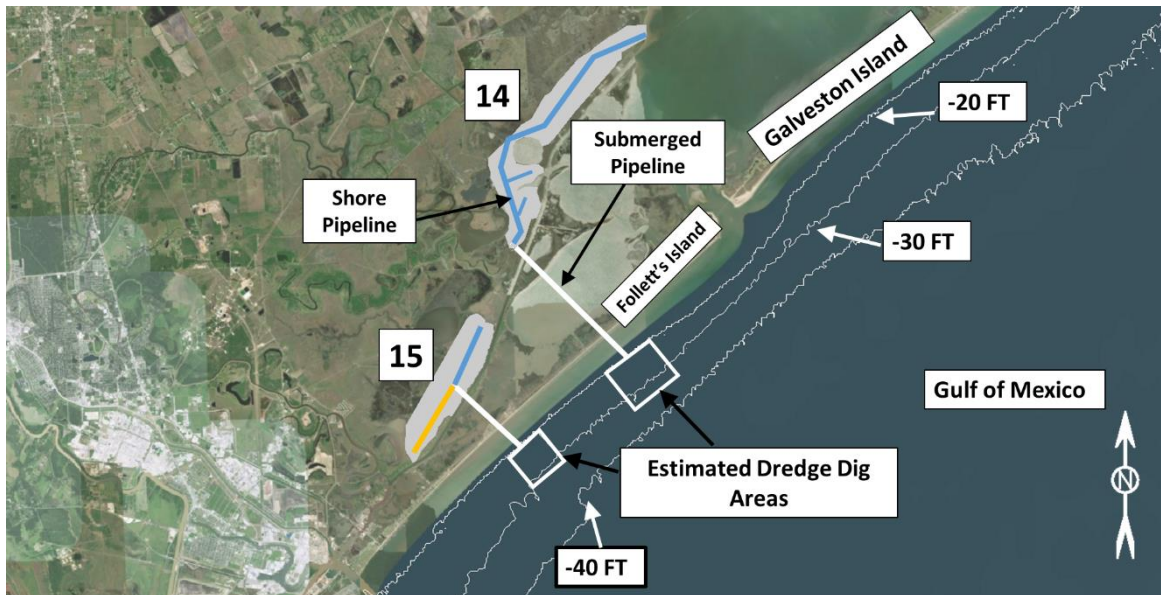 14
Submerged
Pipeline
Galveston Island
-20 FT
Shore
Pipeline
-30 FT
Follett's Island
15
Gulf of Mexico
Estimated Dredge Dig
Areas
N
-40 FT